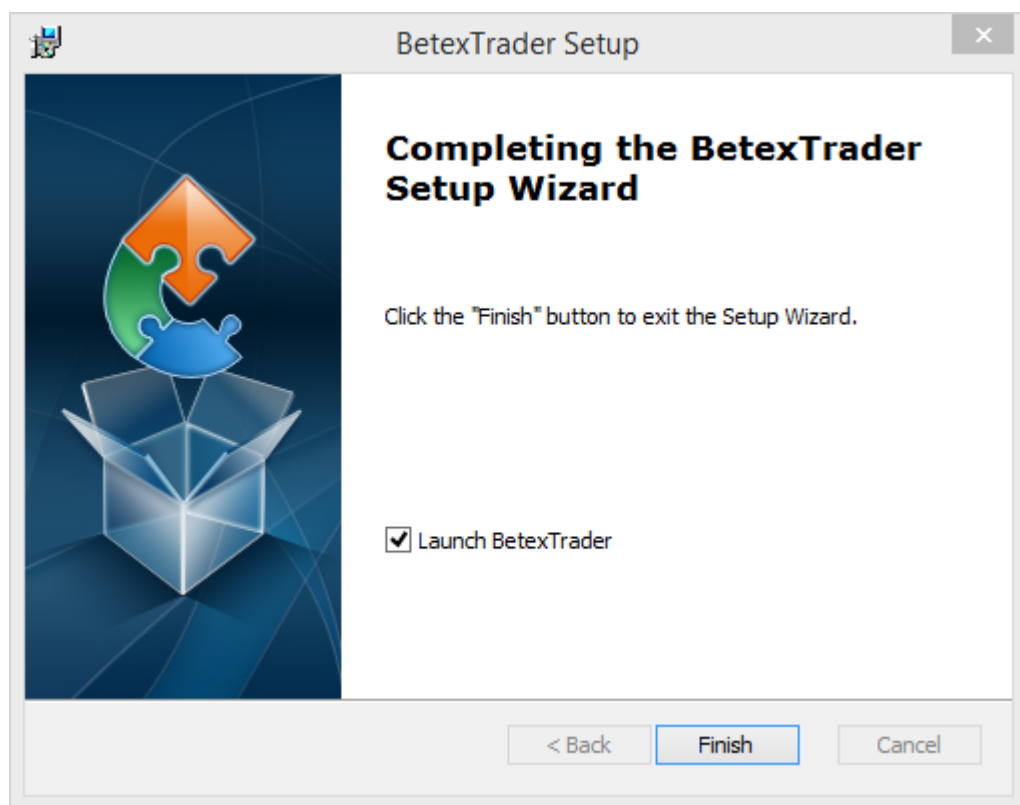 BetexTrader Setup
Completing the BetexTrader
Setup Wizard
Click the "Finish" button to exit the Setup Wizard.
Launch BetexTrader
< Back
Finish
Cancel